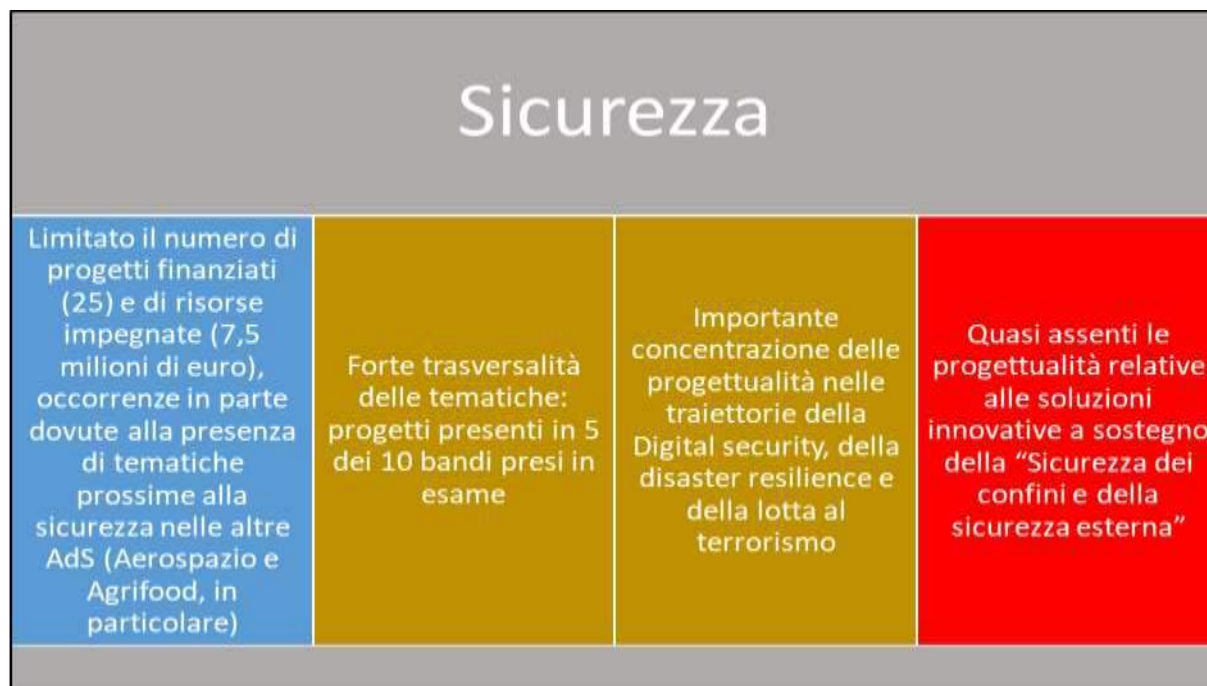 Sicurezza
Limitato il numero di
progetti finanziati
(25) e di risorse
impegnate (7,5
milioni di euro),
occorrenze in parte
dovute alla presenza
di tematiche
prossime alla
sicurezza nelle altre
AdS (Aerospazio e
Agrifood, in
particolare)
Forte trasversalità
delle tematiche:
progetti presenti in 5
dei 10 bandi presi in
esame
Importante
concentrazione delle
progettualità nelle
traiettorie della
Digital security, della
disaster resilience e
della lotta al
terrorismo
Quasi assenti le
progettualità relative
alle soluzioni
innovative a sostegno
della “Sicurezza dei
confini e della
sicurezza esterna”